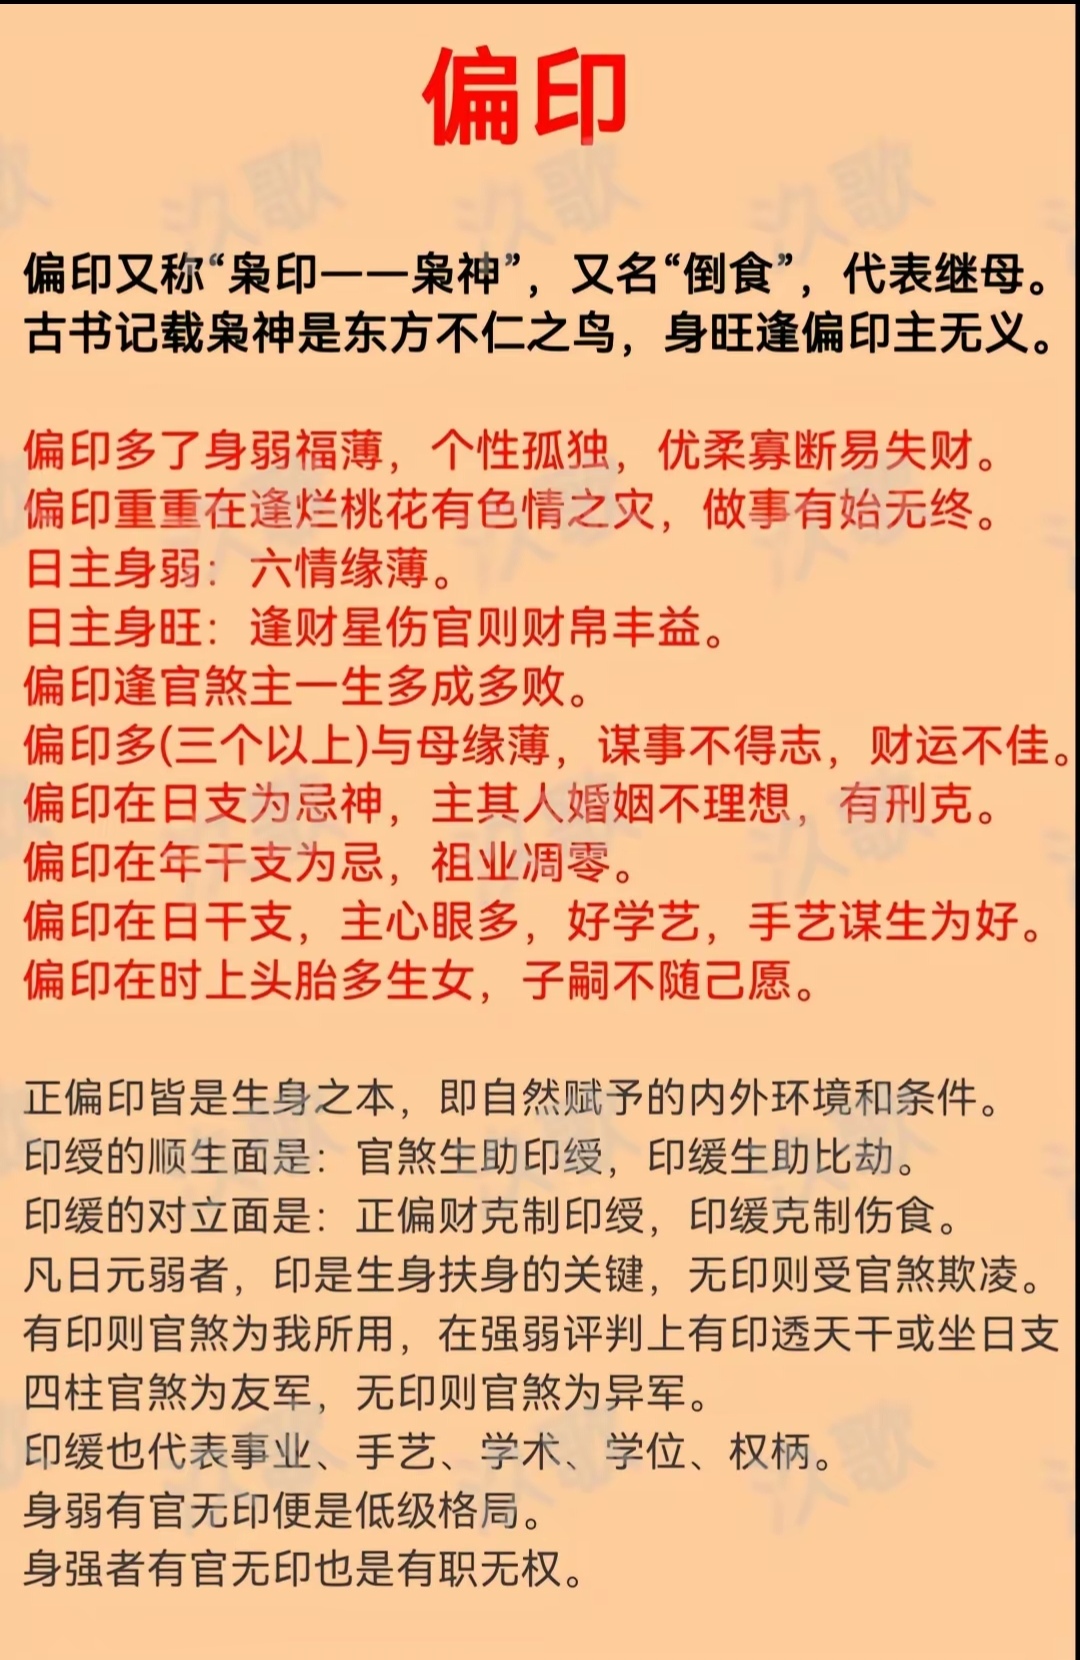 偏印
偏印又称“枭印一一枭神”，又名“倒食”，代表继母。
古书记载枭神是东方不仁之鸟，身旺逢偏印主无义。
偏印多了身弱福薄，个性孤独，优柔寡断易失财。
偏印重重在逢烂桃花有色情之灾，做事有始无终。
日主身弱：六情缘薄。
日主身旺：逢财星伤官则财帛丰益。
偏印逢官煞主一生多成多败。
偏印多(三个以上)与母缘薄，谋事不得志，财运不佳。
偏印在日支为忌神，主其人婚姻不理想，有刑克。
偏印在年干支为忌，祖业凋零。
偏印在日干支，主心眼多，好学艺，手艺谋生为好。
偏印在时上头胎多生女，子嗣不随己愿。
正偏印皆是生身之本，即自然赋予的内外环境和条件。
印绶的顺生面是：官煞生助印绶，印缓生助比劫。
印缓的对立面是：正偏财克制印绶，印缓克制伤食。
凡日元弱者，印是生身扶身的关键，无印则受官煞欺凌。
有印则官煞为我所用，在强弱评判上有印透天干或坐日支
四柱官煞为友军，无印则官煞为异军。
印缓也代表事业、手艺、学术、学位、权柄。
身弱有官无印便是低级格局。
身强者有官无印也是有职无权。